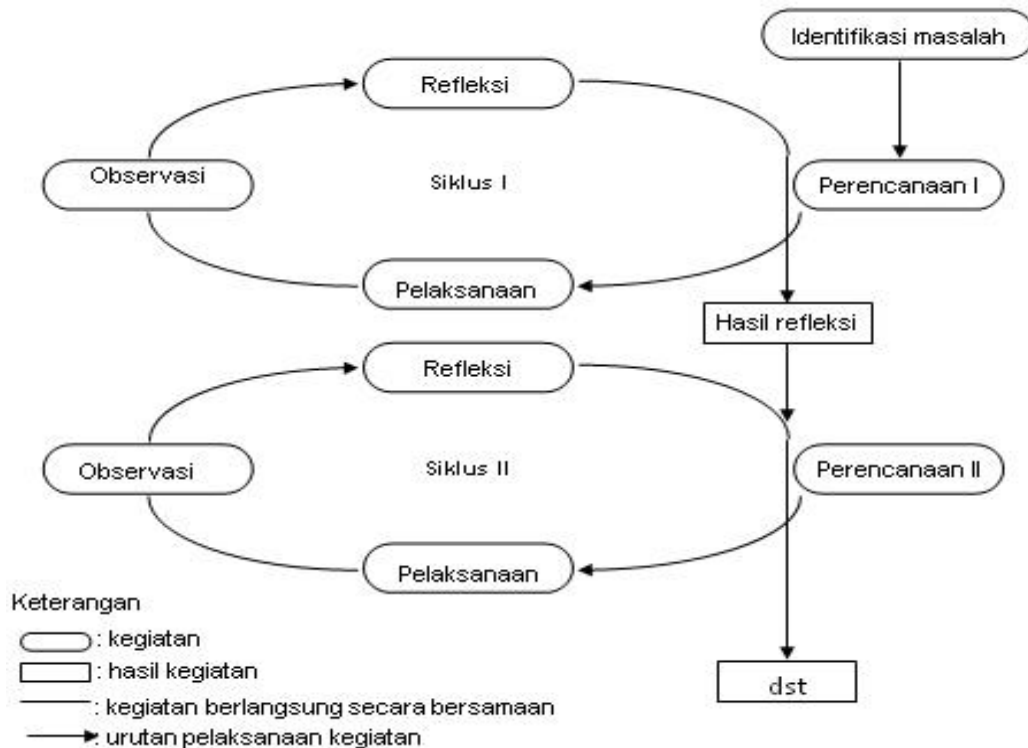 Identifikasi masalah
Refleksi
Observasi
Siklus I
Perencanaan I
Pelaksanaan
Hasil refleksi
Refleksi
Observasi
Siklus II
Perencanaan II
Pelaksanaan
Keterangan
: kegiatan
: hasil kegiatan
dst
: kegiatan berlangsung secara bersamaan
: urutan pelaksanaan kegiatan